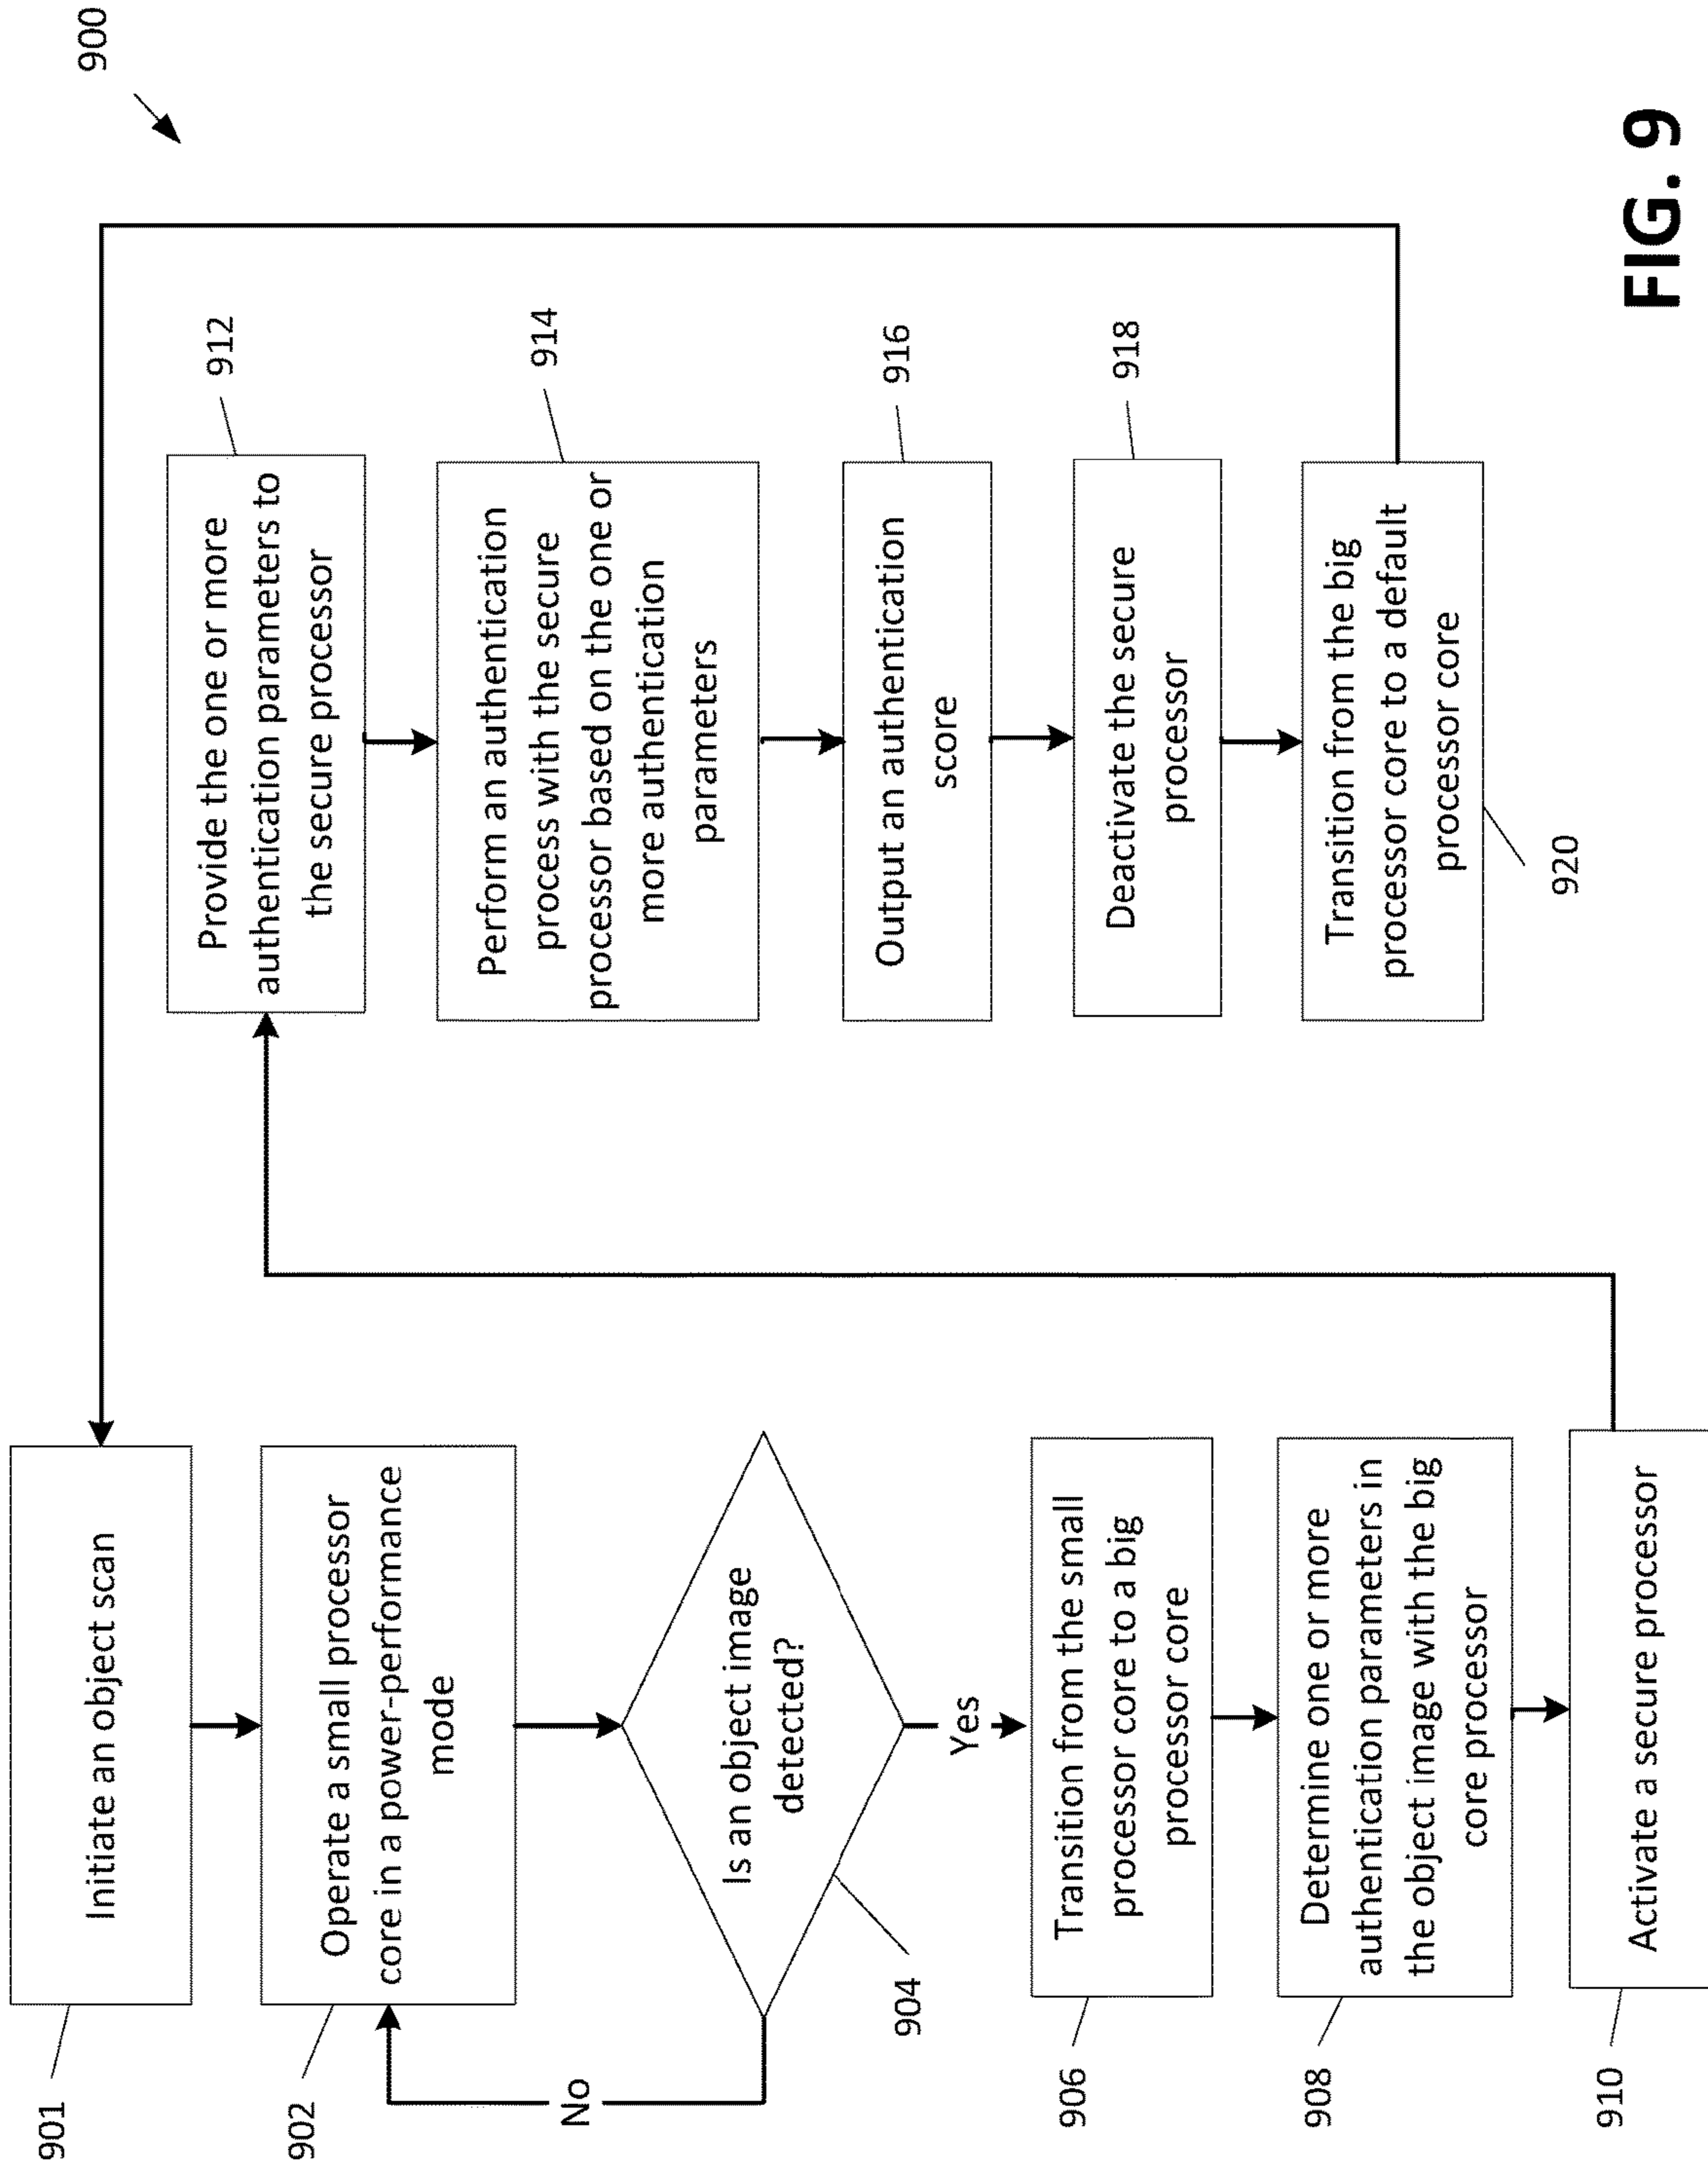 900
901
Initiate an object scan
902
Operate a small processor
core in a power-performance
mode
No
904
Is an object image
detected?
Yes
906
Transition from the small
processor core to a big
processor core
908
Determine one or more
authentication parameters in
the object image with the big
core processor
910
Activate a secure processor
912
Provide the one or more
authentication parameters to
the secure processor
914
Perform an authentication
process with the secure
processor based on the one or
more authentication
parameters
916
Output an authentication
score
918
Deactivate the secure
processor
920
Transition from the big
processor core to a default
processor core
FIG. 9